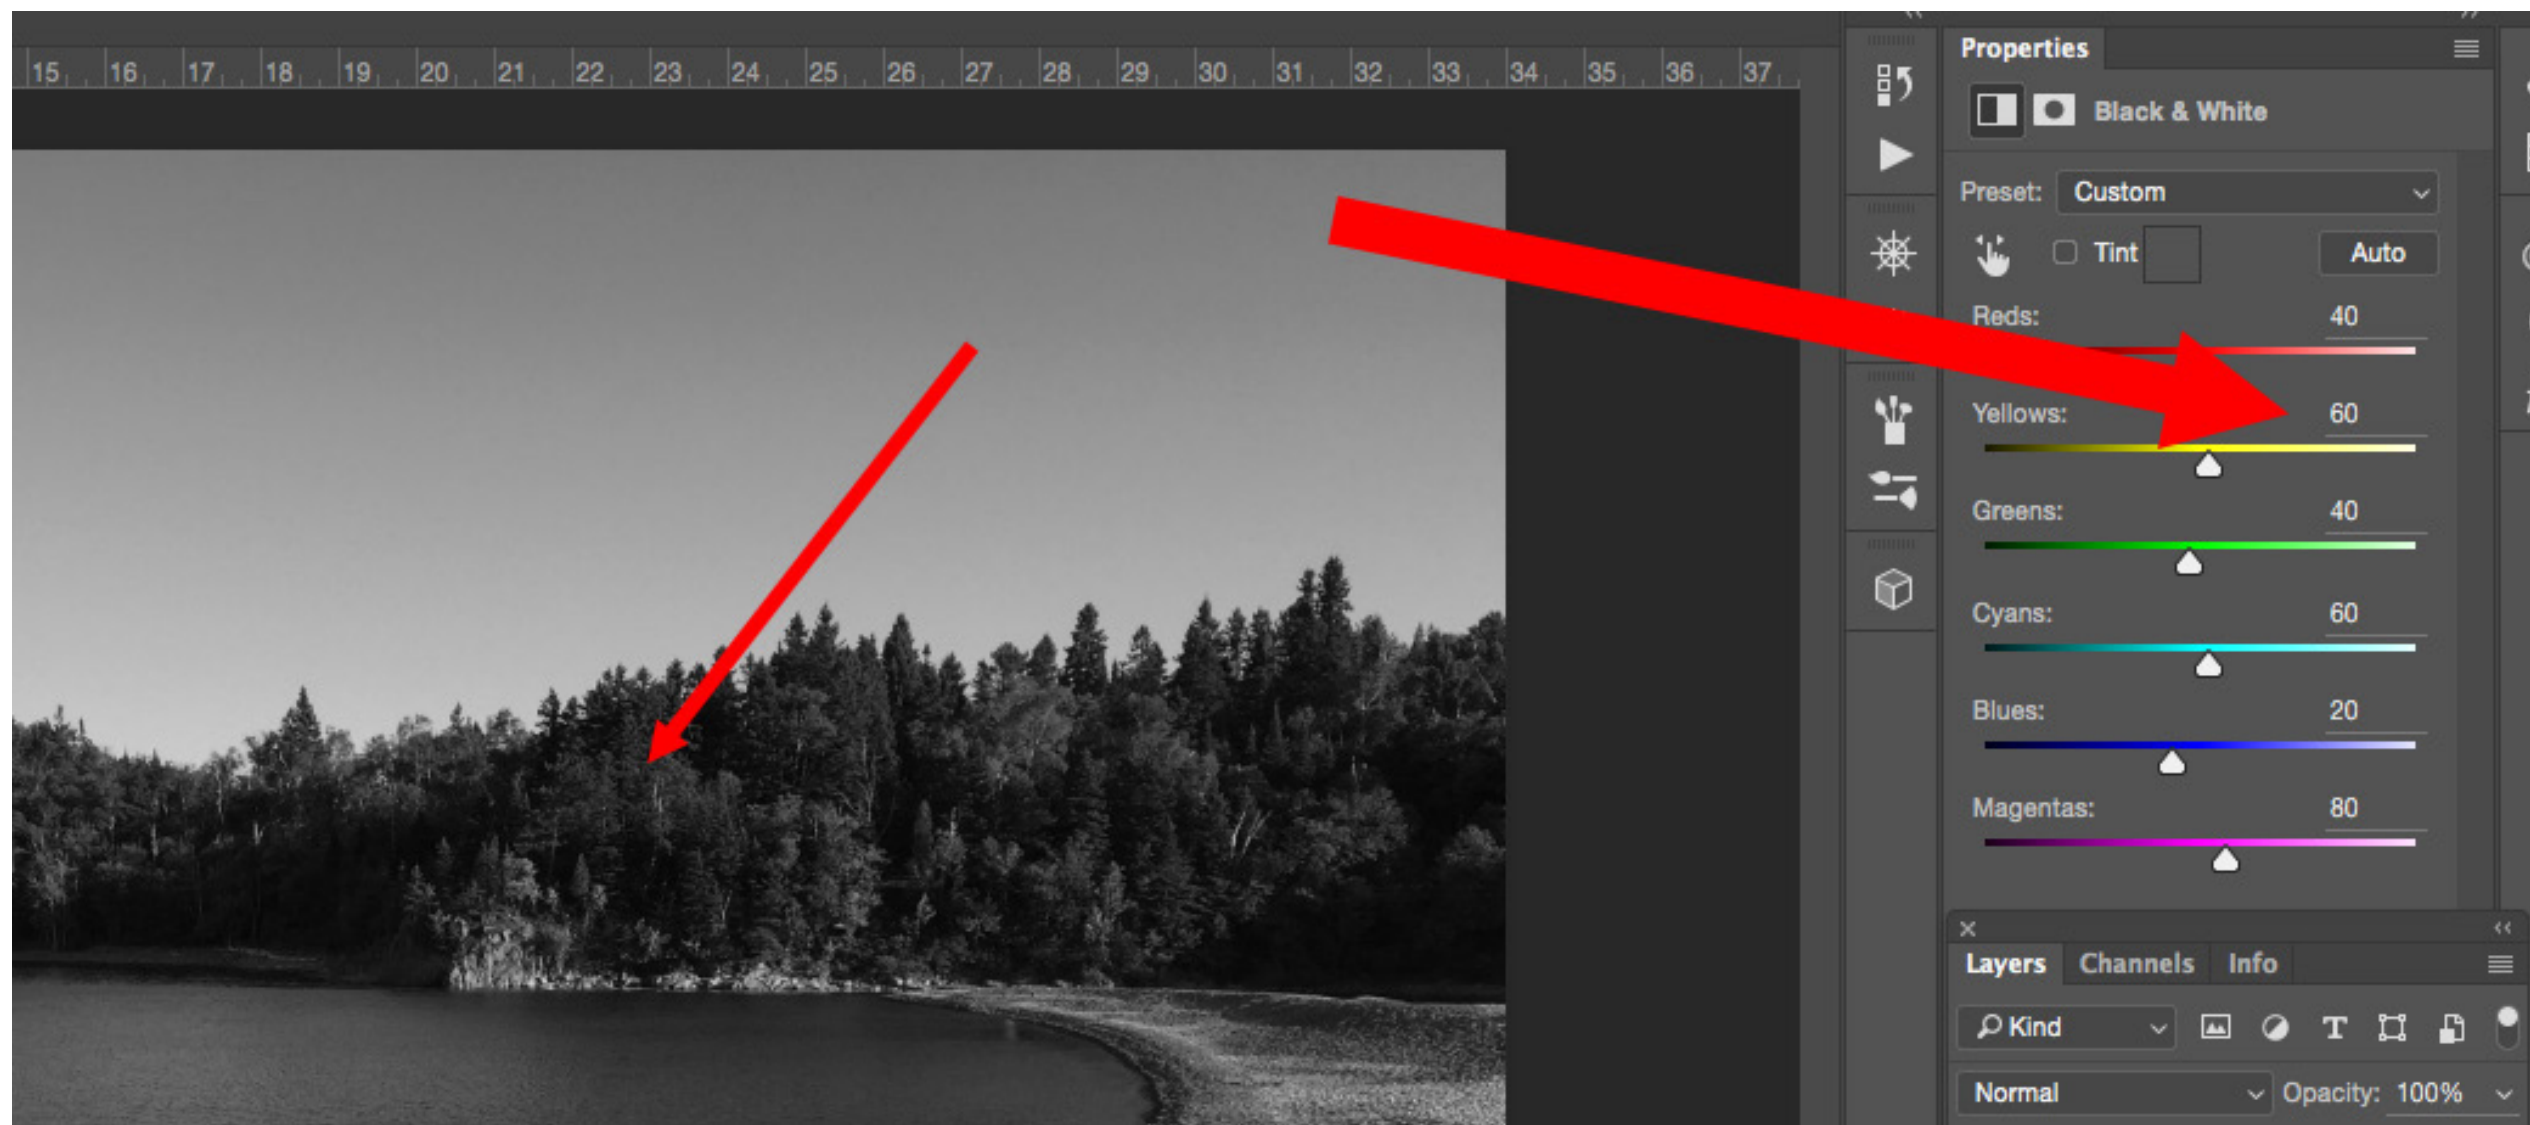 15 16 17 18 19 20 21 22 23 24 25 26 27 28 29 30 31 32 33 34 35 36 37
Properties
Black & White
Preset: Custom
Tint Auto
Reds: 40
Yellows: 60
Greens: 40
Cyans: 60
Blues: 20
Magentas: 80
Layers Channels Info
Kind
Normal Opacity: 100%